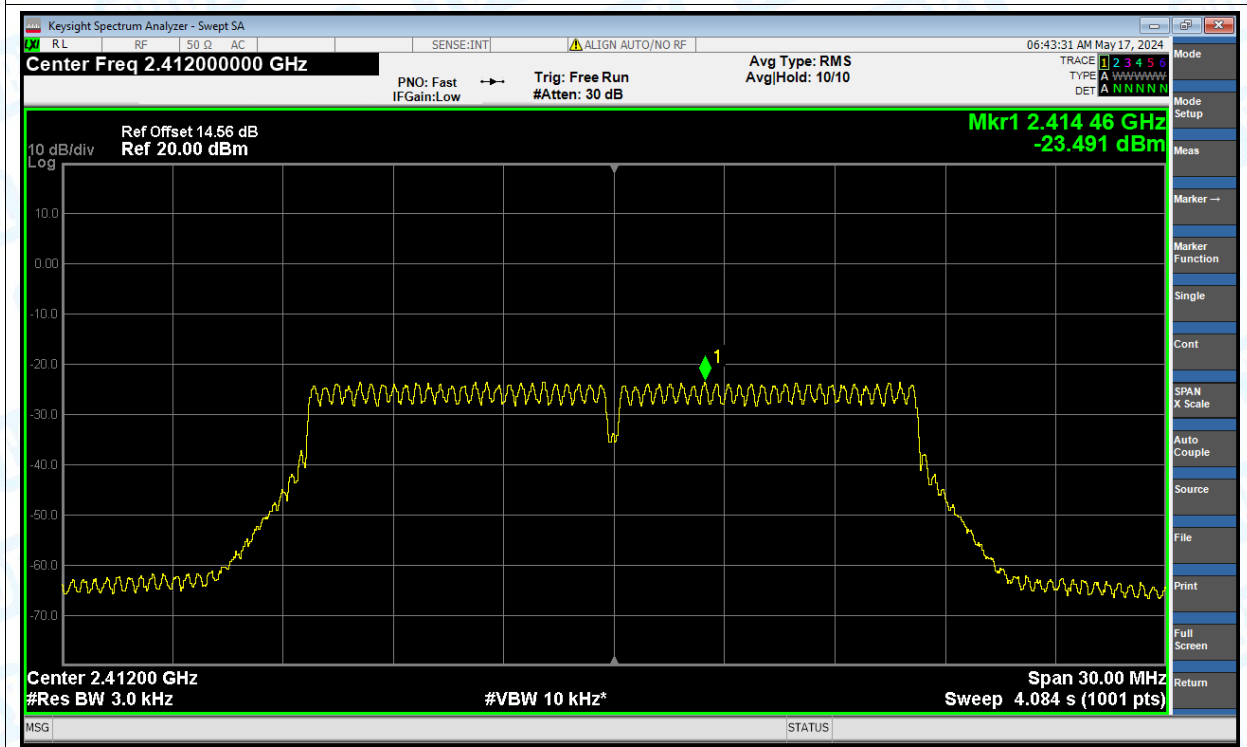 Keysight Spectrum Analyzer - Swept SA
LXI RL RF 50 Ω AC SENSE:INT ALIGN AUTO/NO RF 06:43:31 AM May 17, 2024
Center Freq 2.412000000 GHz
PNO: Fast
IFGain:Low
Trig: Free Run
#Atten: 30 dB
Avg Type: RMS
Avg|Hold: 10/10
TRACE 1 2 3 4 5 6
TYPE A WWWWW
DET A N N N N N
Ref Offset 14.56 dB
Ref 20.00 dBm
10 dB/div
Log
Mkr1 2.414 46 GHz
-23.491 dBm
10.0
0.00
-10.0
-20.0
-30.0
-40.0
-50.0
-60.0
-70.0
1
Center 2.41200 GHz
#Res BW 3.0 kHz
#VBW 10 kHz*
Span 30.00 MHz
Sweep 4.084 s (1001 pts)
MSG
STATUS
Mode
Mode
Setup
Meas
Marker →
Marker
Function
Single
Cont
SPAN
X Scale
Auto
Couple
Source
File
Print
Full
Screen
Return